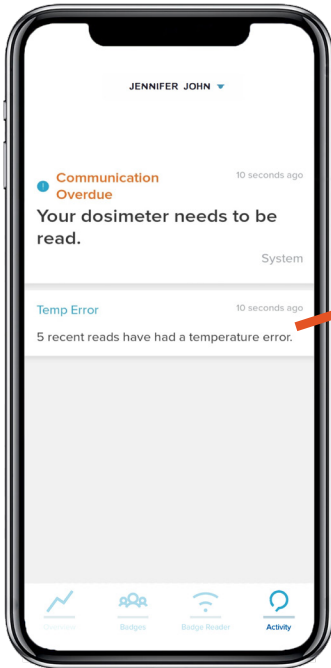 JENNIFER JOHN
Communication
Overdue
10 seconds ago
Your dosimeter needs to be
read.
System
Temp Error
10 seconds ago
5 recent reads have had a temperature error.
Overview
Badges
Badge Reader
Activity